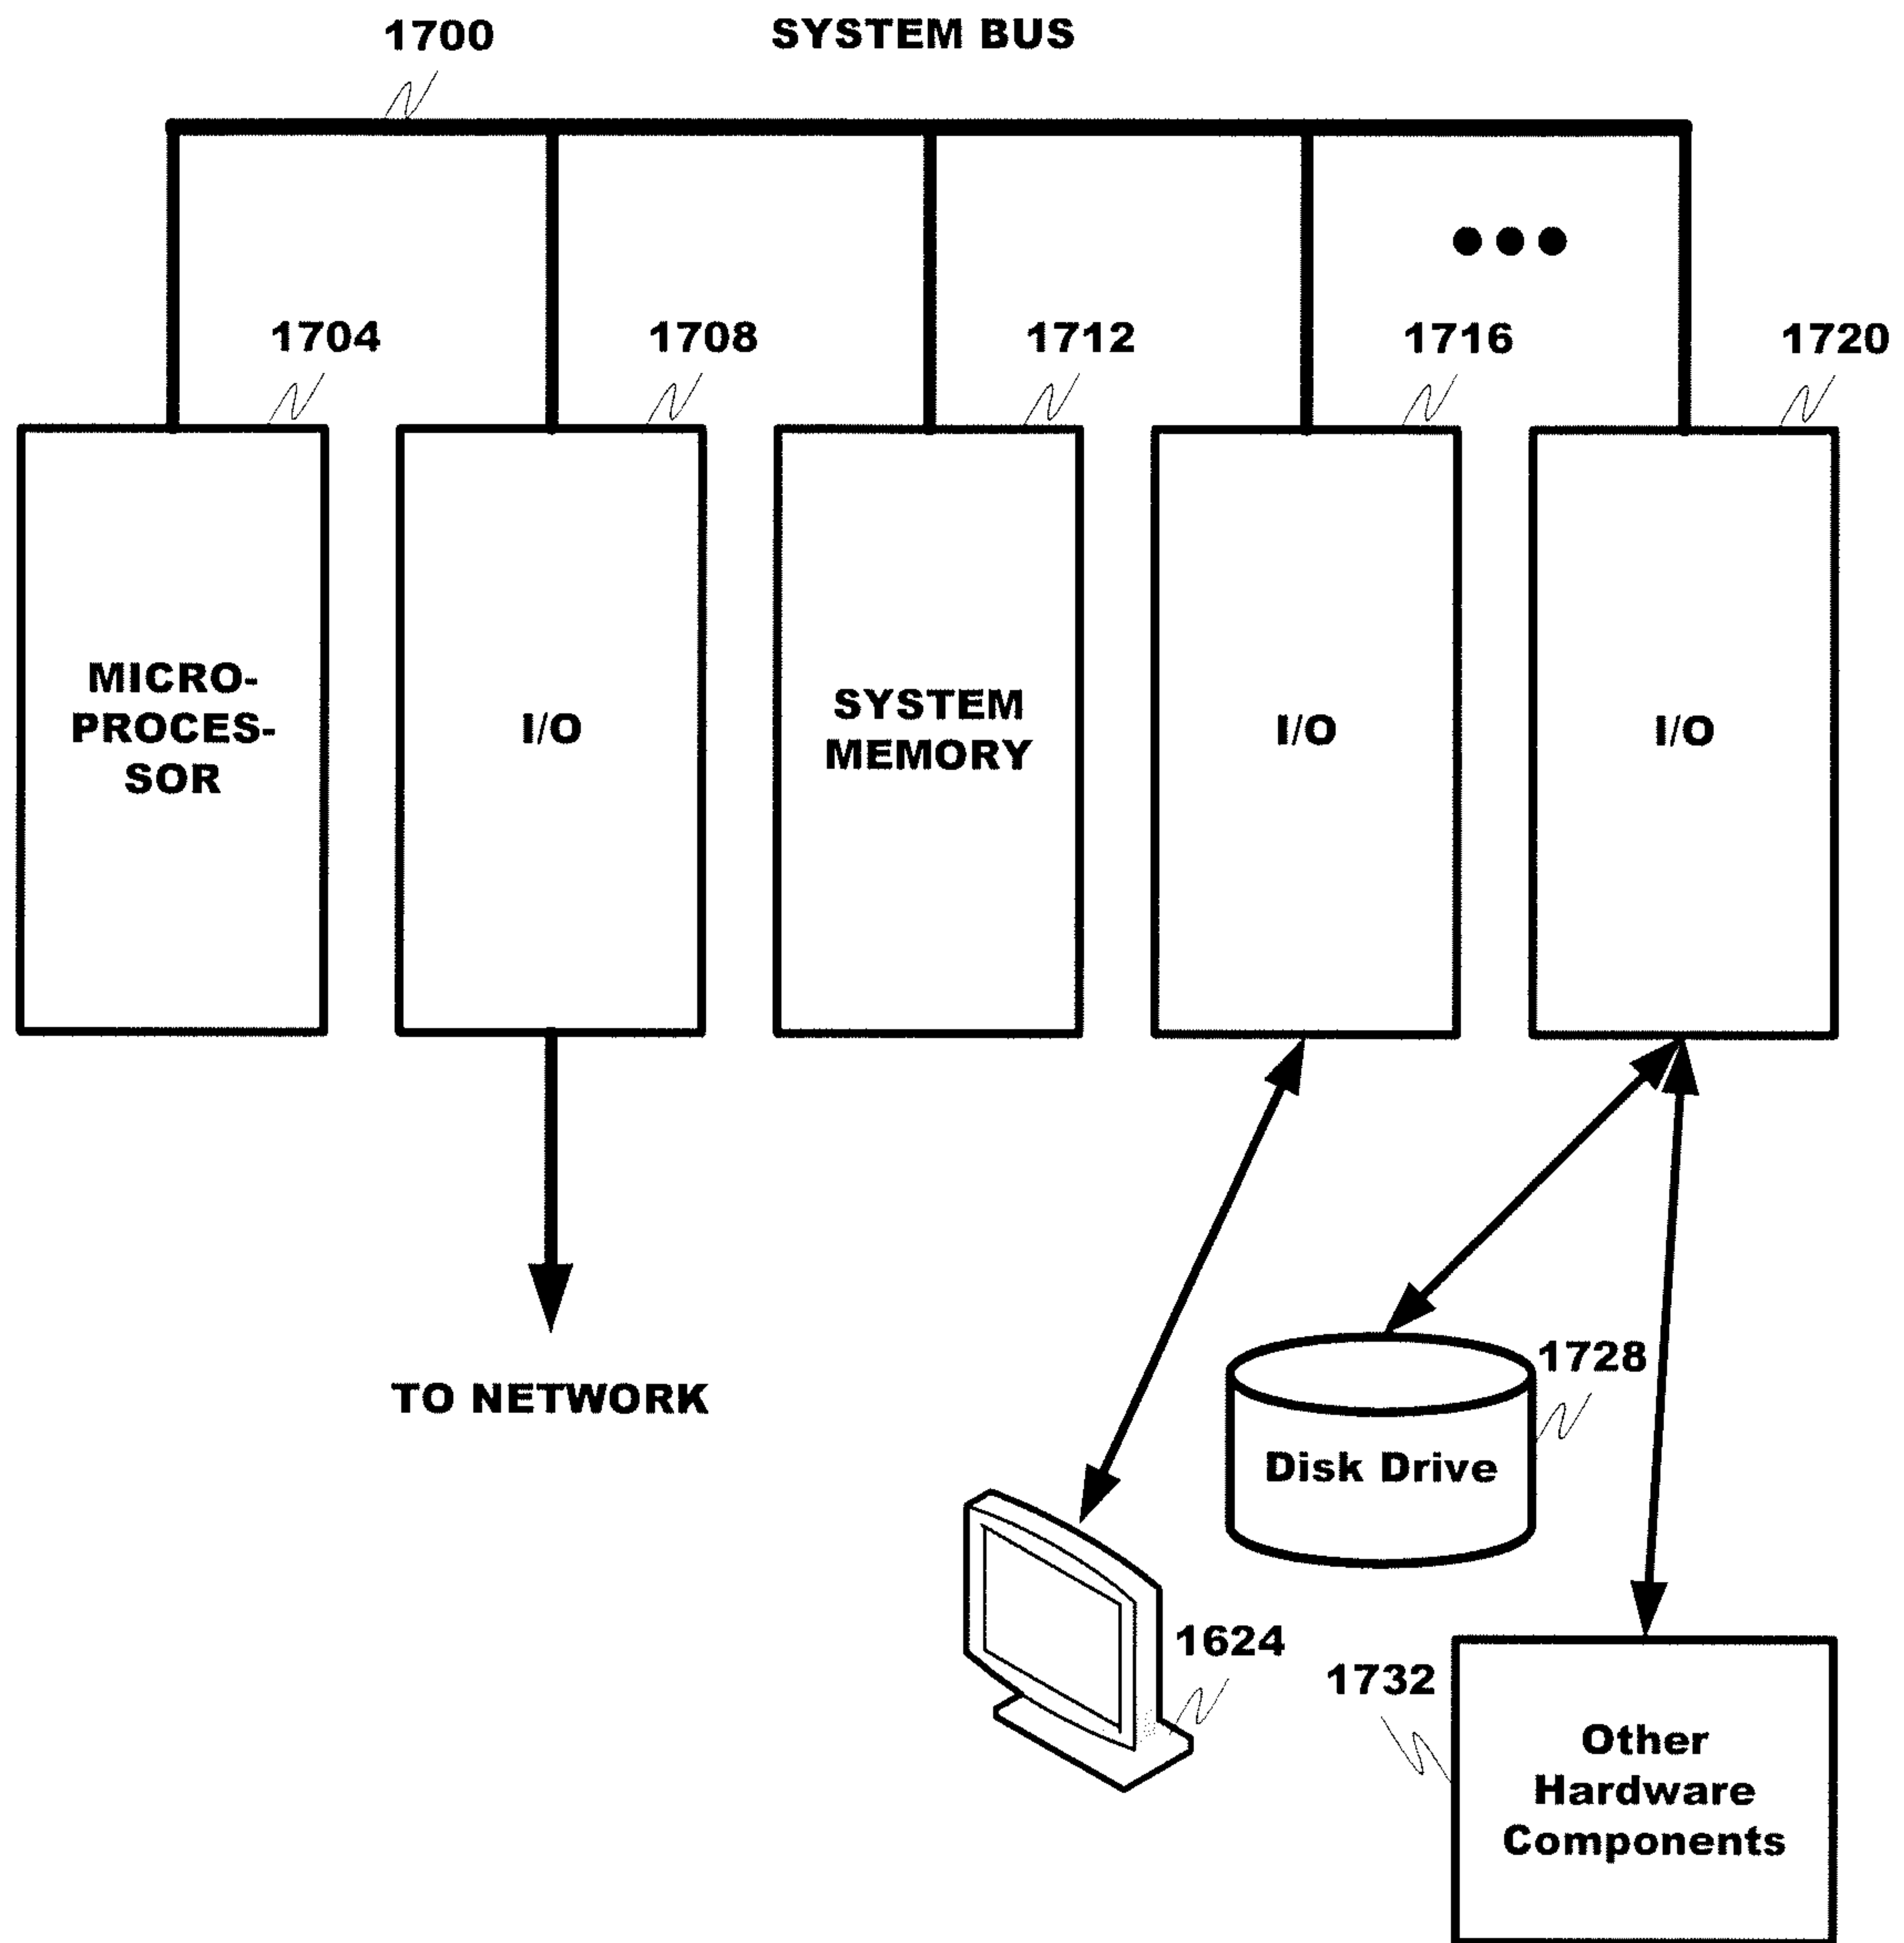 1700
SYSTEM BUS
1704
1708
1712
1716
1720
MICRO-
PROCES-
SOR
I/O
SYSTEM
MEMORY
I/O
I/O
TO NETWORK
1728
Disk Drive
1624
1732
Other
Hardware
Components